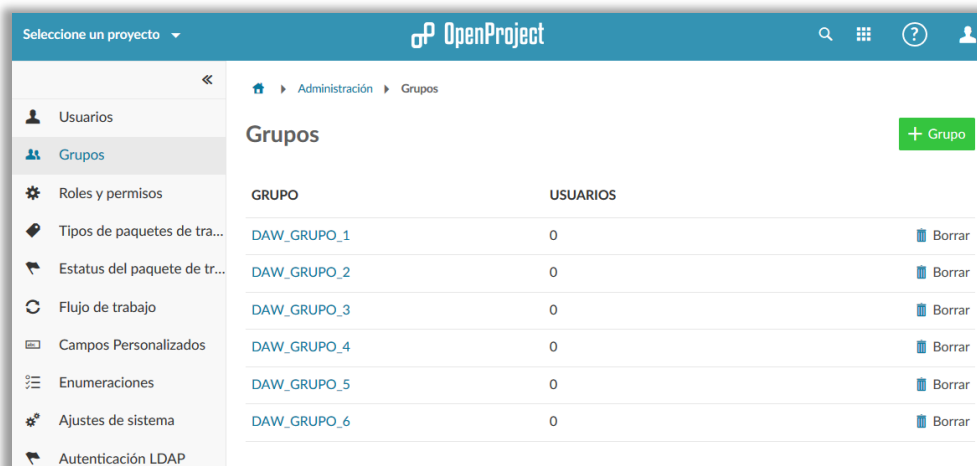 Seleccione un proyecto
OpenProject
?
«
Administración
Grupos
Usuarios
Grupos
Roles y permisos
Tipos de paquetes de tra...
Estatus del paquete de tr...
Flujo de trabajo
abc
Campos Personalizados
Enumeraciones
Ajustes de sistema
Autenticación LDAP
Grupos
+ Grupo
GRUPO USUARIOS
DAW_GRUPO_1 0 Borrar
DAW_GRUPO_2 0 Borrar
DAW_GRUPO_3 0 Borrar
DAW_GRUPO_4 0 Borrar
DAW_GRUPO_5 0 Borrar
DAW_GRUPO_6 0 Borrar